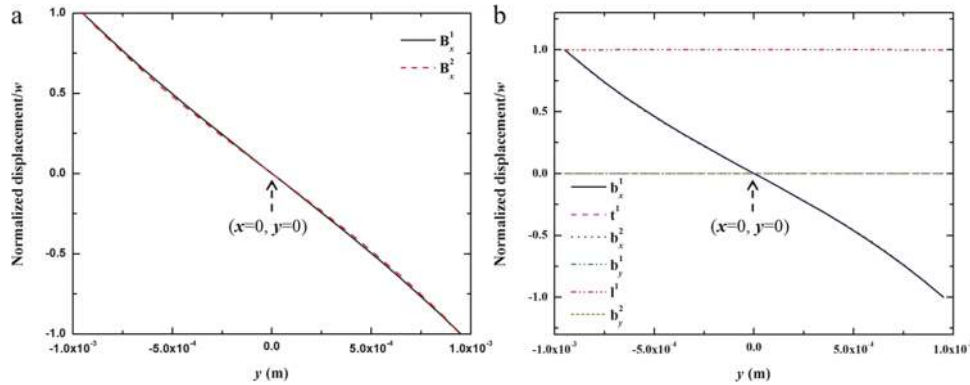 a
Normalized displacement/w
1.0
0.5
0.0
-0.5
-1.0
-1.0x10⁻³
-5.0x10⁻⁴
0.0
5.0x10⁻⁴
1.0x10⁻³
y (m)
B¹ₓ
B²ₓ
(x=0, y=0)
b
Normalized displacement/w
1.0
0.5
0.0
-0.5
-1.0
-1.0x10⁻³
-5.0x10⁻⁴
0.0
5.0x10⁻⁴
1.0x10⁻³
y (m)
b¹ₓ
t¹
b²ₓ
b¹ᵧ
l¹
b²ᵧ
(x=0, y=0)